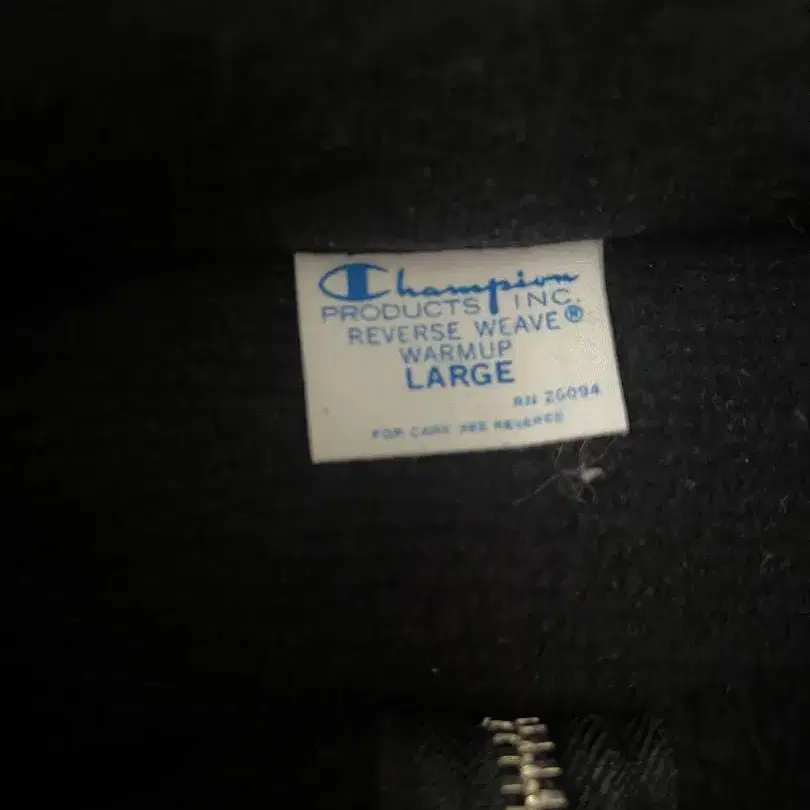 Champion
PRODUCTS INC.
REVERSE WEAVE®
WARMUP
LARGE
RN 26094
FOR CARE SEE REVERSE